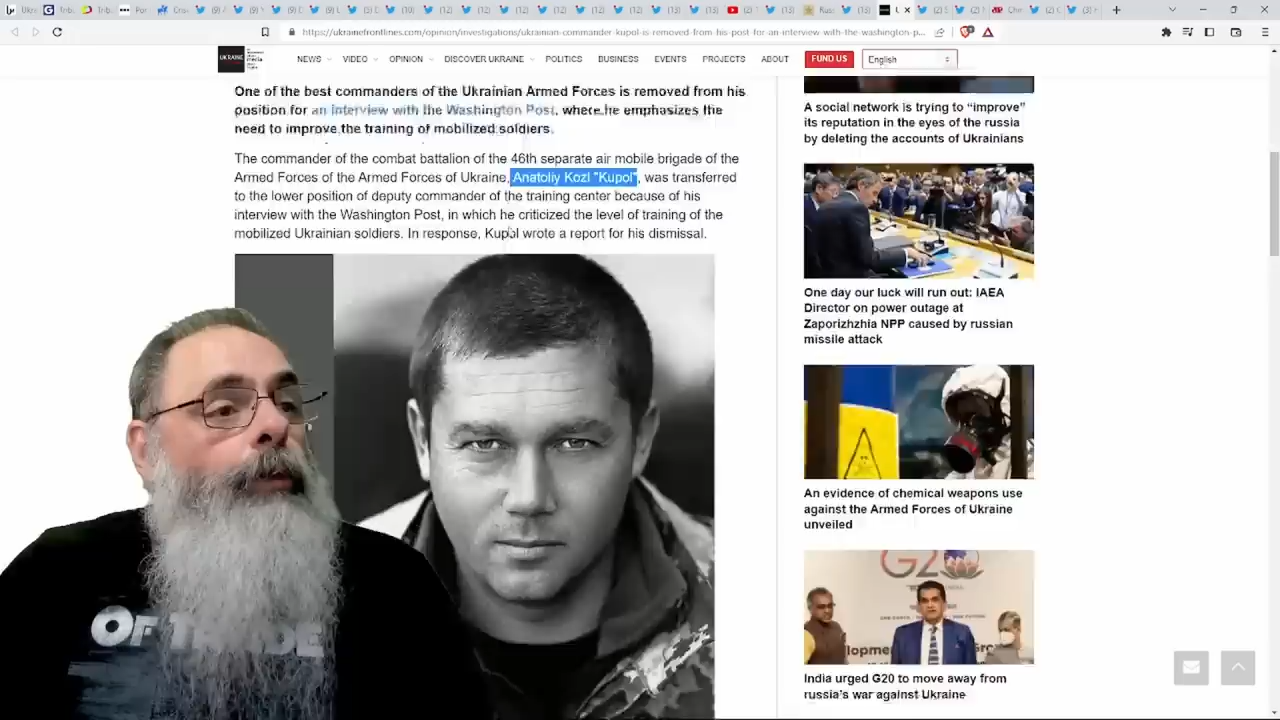 https://ukrainefrontlines.com/opinion/investigations/ukrainian-commander-kupol-is-removed-from-his-post-for-an-interview-with-the-washington-p...
UKRAINE
NEWS
VIDEO
OPINION
DISCOVER UKRAINE
POLITICS
BUSINESS
EVENTS
PROJECTS
ABOUT
FUND US
English
One of the best commanders of the Ukrainian Armed Forces is removed from his
position for an interview with the Washington Post, where he emphasizes the
need to improve the training of mobilized soldiers.
The commander of the combat battalion of the 46th separate air mobile brigade of the
Armed Forces of the Armed Forces of Ukraine, Anatoliy Kozl "Kupol", was transferred
to the lower position of deputy commander of the training center because of his
interview with the Washington Post, in which he criticized the level of training of the
mobilized Ukrainian soldiers. In response, Kupol wrote a report for his dismissal.
A social network is trying to “improve”
its reputation in the eyes of the russia
by deleting the accounts of Ukrainians
One day our luck will run out: IAEA
Director on power outage at
Zaporizhzhia NPP caused by russian
missile attack
An evidence of chemical weapons use
against the Armed Forces of Ukraine
unveiled
G20
India urged G20 to move away from
russia's war against Ukraine
OF THE